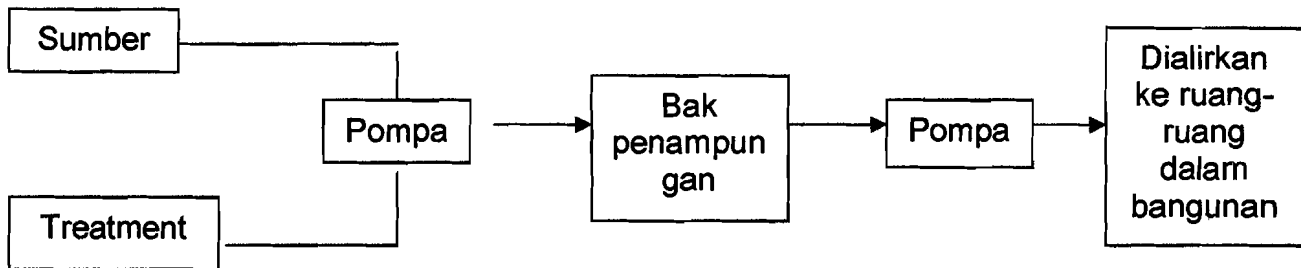 Sumber
Pompa
Treatment
Bak
penampun
gan
Pompa
Dialirkan
ke ruang-
ruang
dalam
bangunan